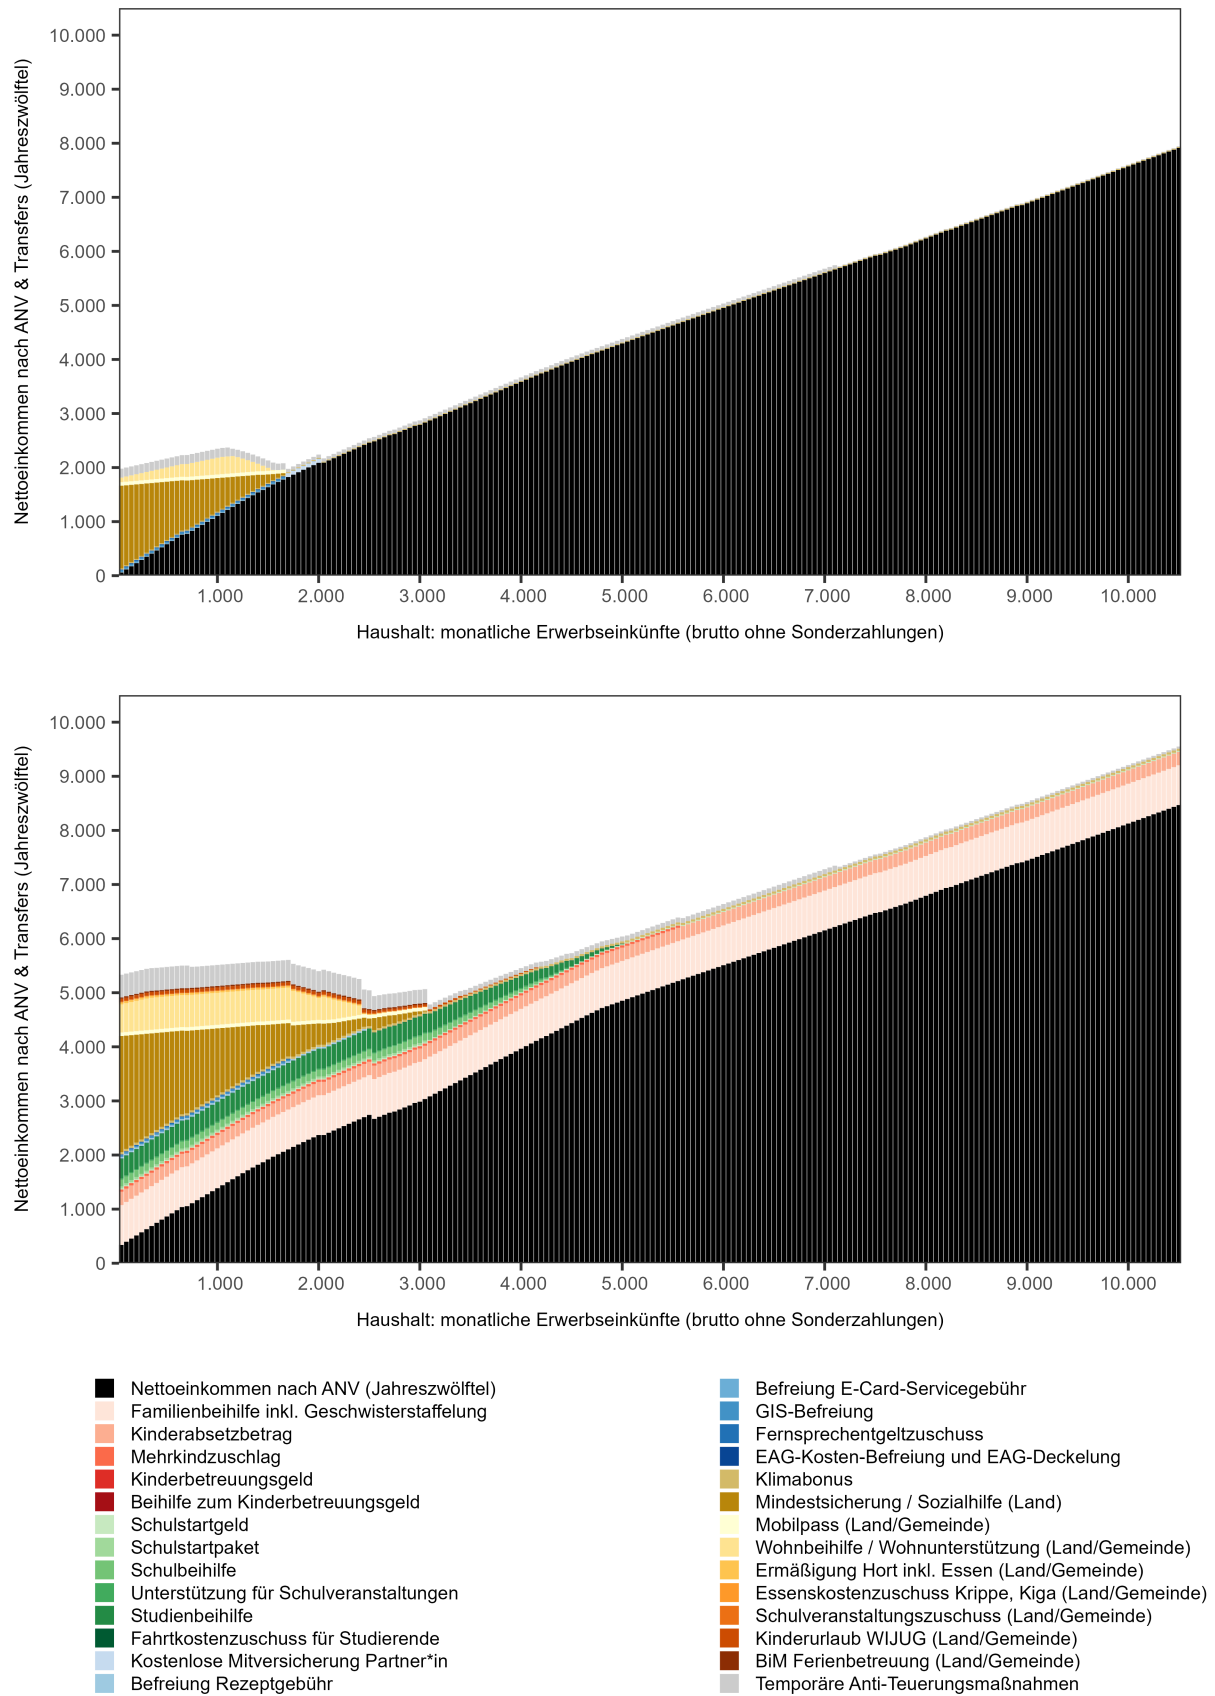 10.000
9.000
8.000
7.000
6.000
5.000
4.000
3.000
2.000
1.000
0
Nettoeinkommen nach ANV & Transfers (Jahreszwölftel)
1.000 2.000 3.000 4.000 5.000 6.000 7.000 8.000 9.000 10.000
Haushalt: monatliche Erwerbseinkünfte (brutto ohne Sonderzahlungen)
10.000
9.000
8.000
7.000
6.000
5.000
4.000
3.000
2.000
1.000
0
Nettoeinkommen nach ANV & Transfers (Jahreszwölftel)
1.000 2.000 3.000 4.000 5.000 6.000 7.000 8.000 9.000 10.000
Haushalt: monatliche Erwerbseinkünfte (brutto ohne Sonderzahlungen)
Nettoeinkommen nach ANV (Jahreszwölftel)
Familienbeihilfe inkl. Geschwisterstaffelung
Kinderabsetzbetrag
Mehrkindzuschlag
Kinderbetreuungsgeld
Beihilfe zum Kinderbetreuungsgeld
Schulstartgeld
Schulstartpaket
Schulbeihilfe
Unterstützung für Schulveranstaltungen
Studienbeihilfe
Fahrtkostenzuschuss für Studierende
Kostenlose Mitversicherung Partner*in
Befreiung Rezeptgebühr
Befreiung E-Card-Servicegebühr
GIS-Befreiung
Fernsprechentgeltzuschuss
EAG-Kosten-Befreiung und EAG-Deckelung
Klimabonus
Mindestsicherung / Sozialhilfe (Land)
Mobilpass (Land/Gemeinde)
Wohnbeihilfe / Wohnunterstützung (Land/Gemeinde)
Ermäßigung Hort inkl. Essen (Land/Gemeinde)
Essenskostenzuschuss Krippe, Kiga (Land/Gemeinde)
Schulveranstaltungszuschuss (Land/Gemeinde)
Kinderurlaub WIJUG (Land/Gemeinde)
BiM Ferienbetreuung (Land/Gemeinde)
Temporäre Anti-Teuerungsmaßnahmen